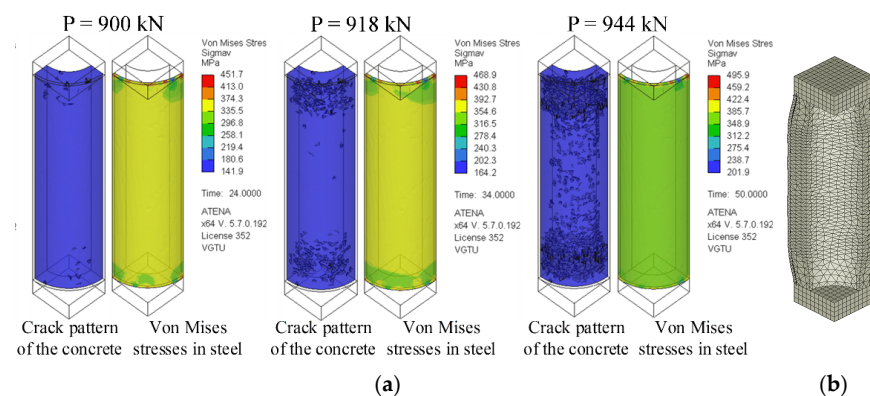 P = 900 kN
Von Mises Stres
Sigmav
MPa
451.7
413.0
374.3
335.5
296.8
258.1
219.4
180.6
141.9
Time: 24.0000
ATENA
x64 V. 5.7.0.192
License 352
VGTU
Crack pattern
of the concrete
Von Mises
stresses in steel
P = 918 kN
Von Mises Stres
Sigmav
MPa
468.9
430.8
392.7
354.6
316.5
278.4
240.3
202.3
164.2
Time: 34.0000
ATENA
x64 V. 5.7.0.192
License 352
VGTU
Crack pattern
of the concrete
Von Mises
stresses in steel
P = 944 kN
Von Mises Stres
Sigmav
MPa
495.9
459.2
422.4
385.7
348.9
312.2
275.4
238.7
201.9
Time: 50.0000
ATENA
x64 V. 5.7.0.192
License 352
VGTU
Crack pattern
of the concrete
Von Mises
stresses in steel
(a)
(b)